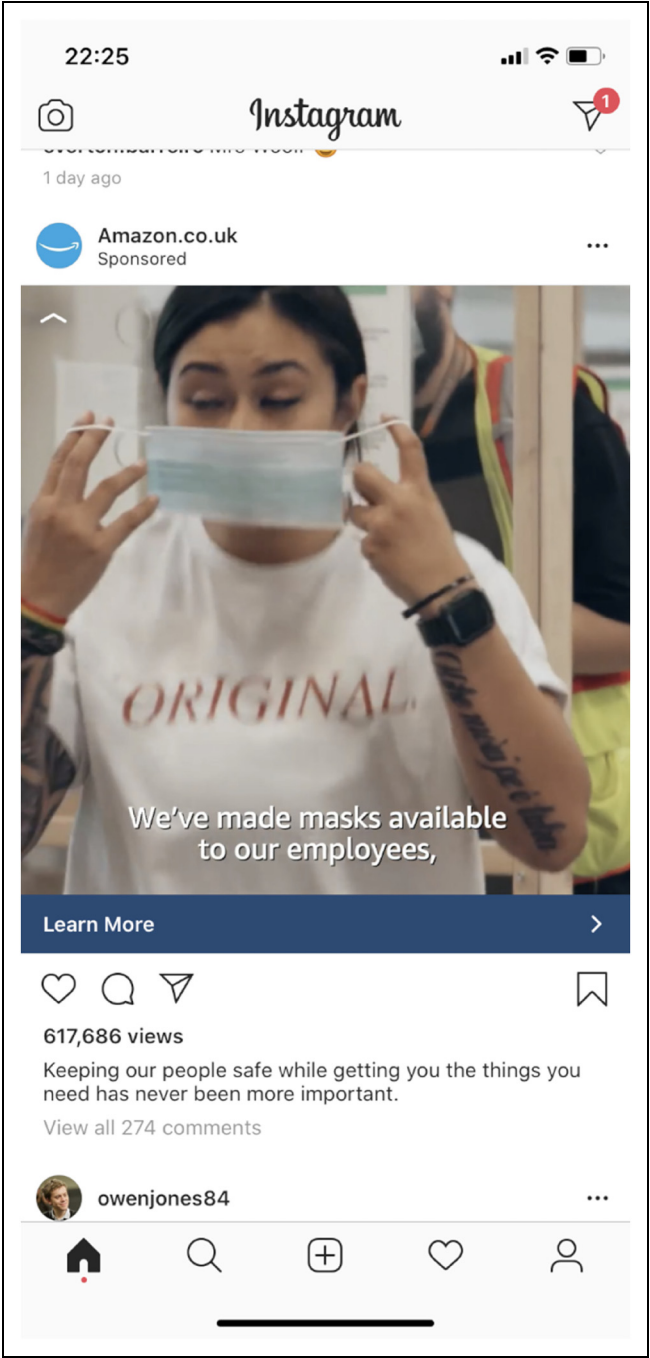 22:25
Instagram
1
1 day ago
Amazon.co.uk
Sponsored
ORIGINAL.
We've made masks available
to our employees,
Learn More
617,686 views
Keeping our people safe while getting you the things you
need has never been more important.
View all 274 comments
owenjones84